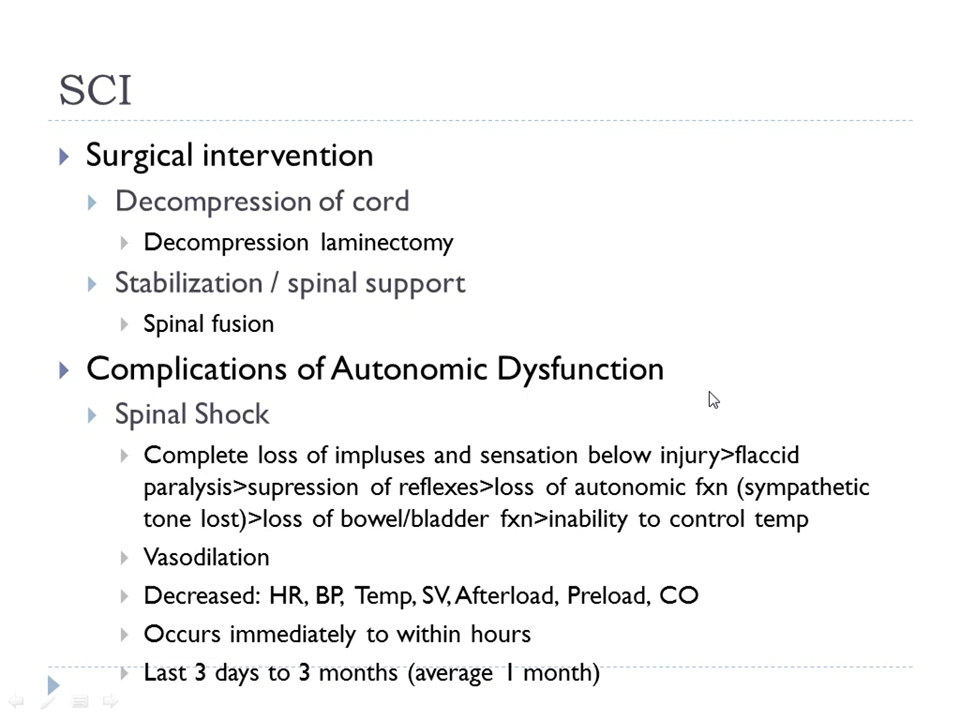 SCI
Surgical intervention
Decompression of cord
Decompression laminectomy
Stabilization / spinal support
Spinal fusion
Complications of Autonomic Dysfunction
Spinal Shock
Complete loss of impluses and sensation below injury>flaccid
paralysis>supression of reflexes>loss of autonomic fxn (sympathetic
tone lost)>loss of bowel/bladder fxn>inability to control temp
Vasodilation
Decreased: HR, BP, Temp, SV, Afterload, Preload, CO
Occurs immediately to within hours
Last 3 days to 3 months (average 1 month)